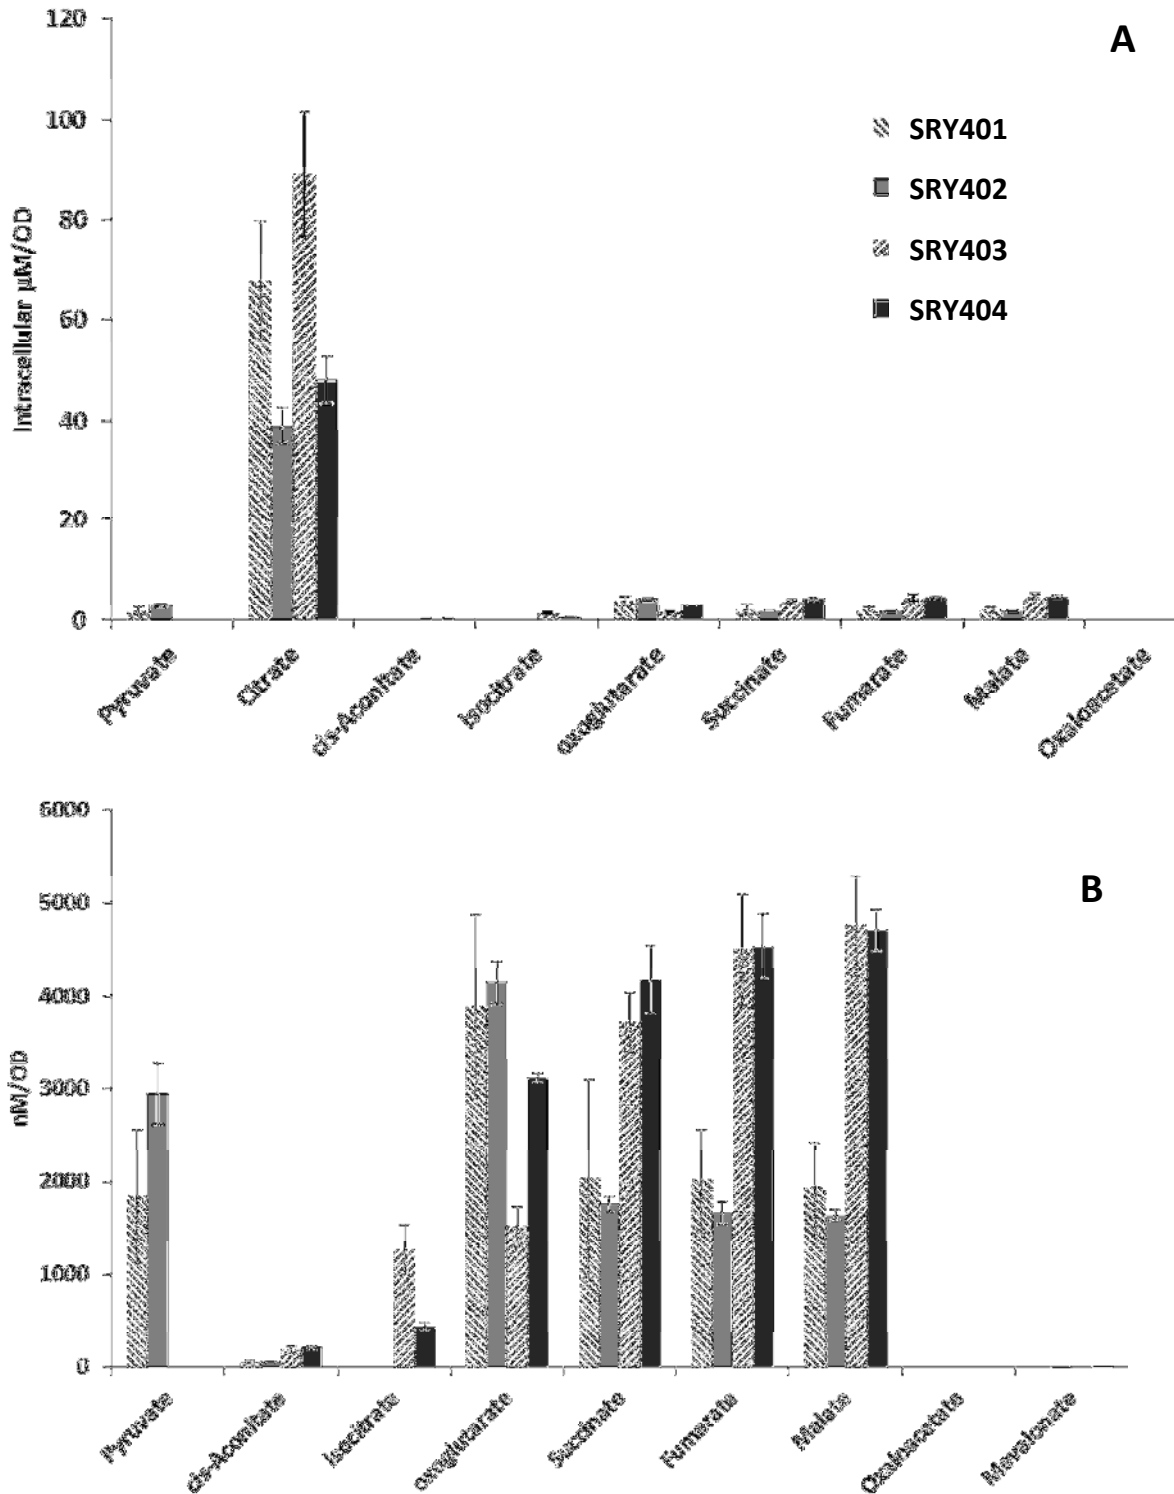 120
A
100
SRY401
80
SRY402
Intracellular µM/OD
SRY403
60
SRY404
40
20
0
Pyruvate
Citrate
cis-Aconitate
Isocitrate
oxoglutarate
Succinate
Fumarate
Malate
Oxaloacetate
6000
5000
B
4000
nM/OD
3000
2000
1000
0
Pyruvate
cis-Aconitate
Isocitrate
oxoglutarate
Succinate
Fumarate
Malate
Oxaloacetate
Mevalonate